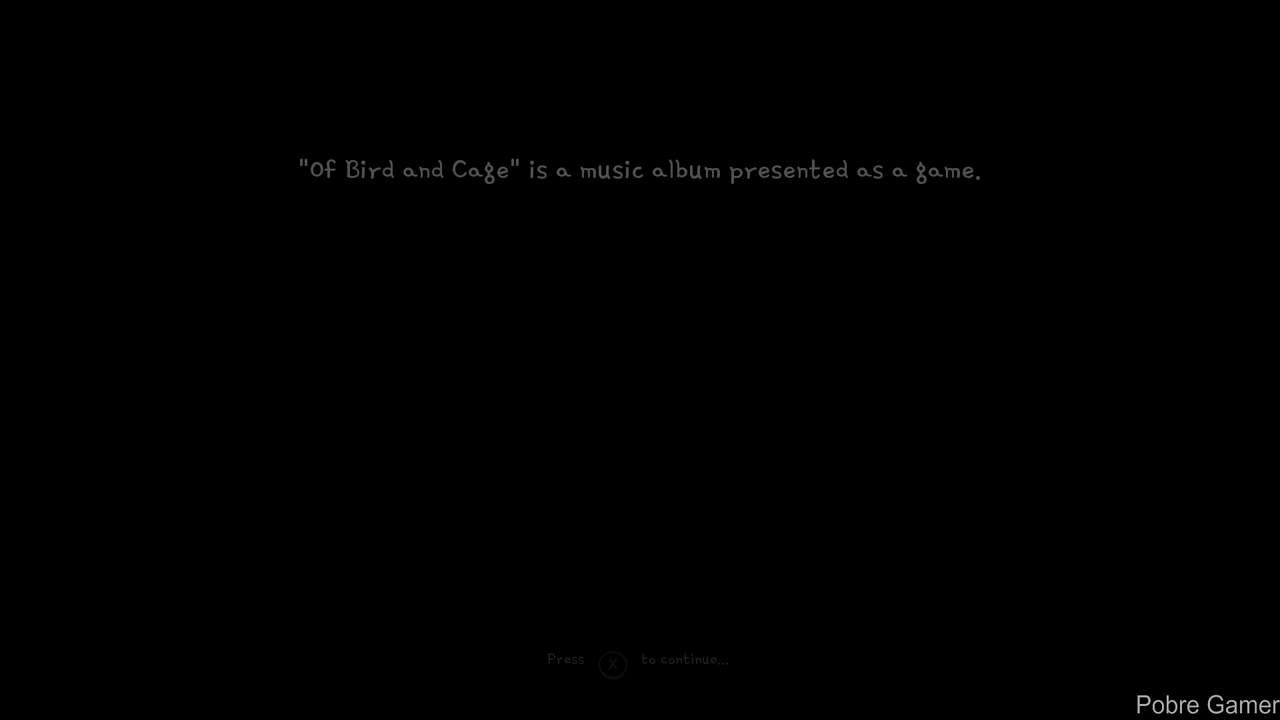 "Of Bird and Cage" is a music album presented as a game.
Press X to continue...
Pobre Gamer